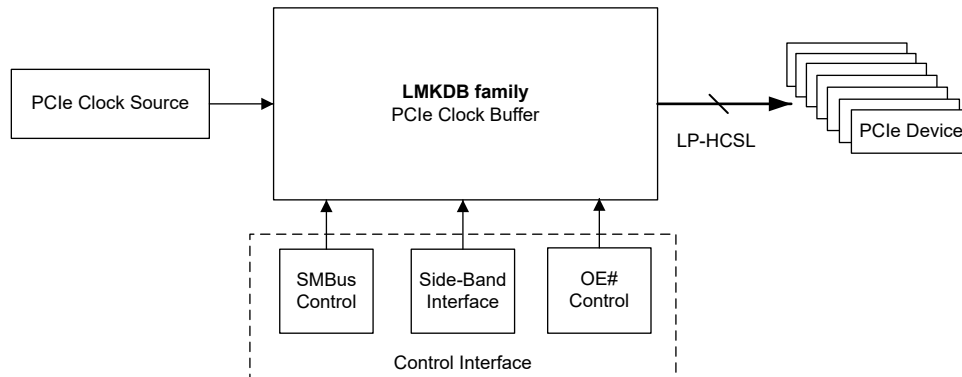 PCIe Clock Source
LMKDB family
PCIe Clock Buffer
LP-HCSL
PCIe Device
SMBus
Control
Side-Band
Interface
OE#
Control
Control Interface